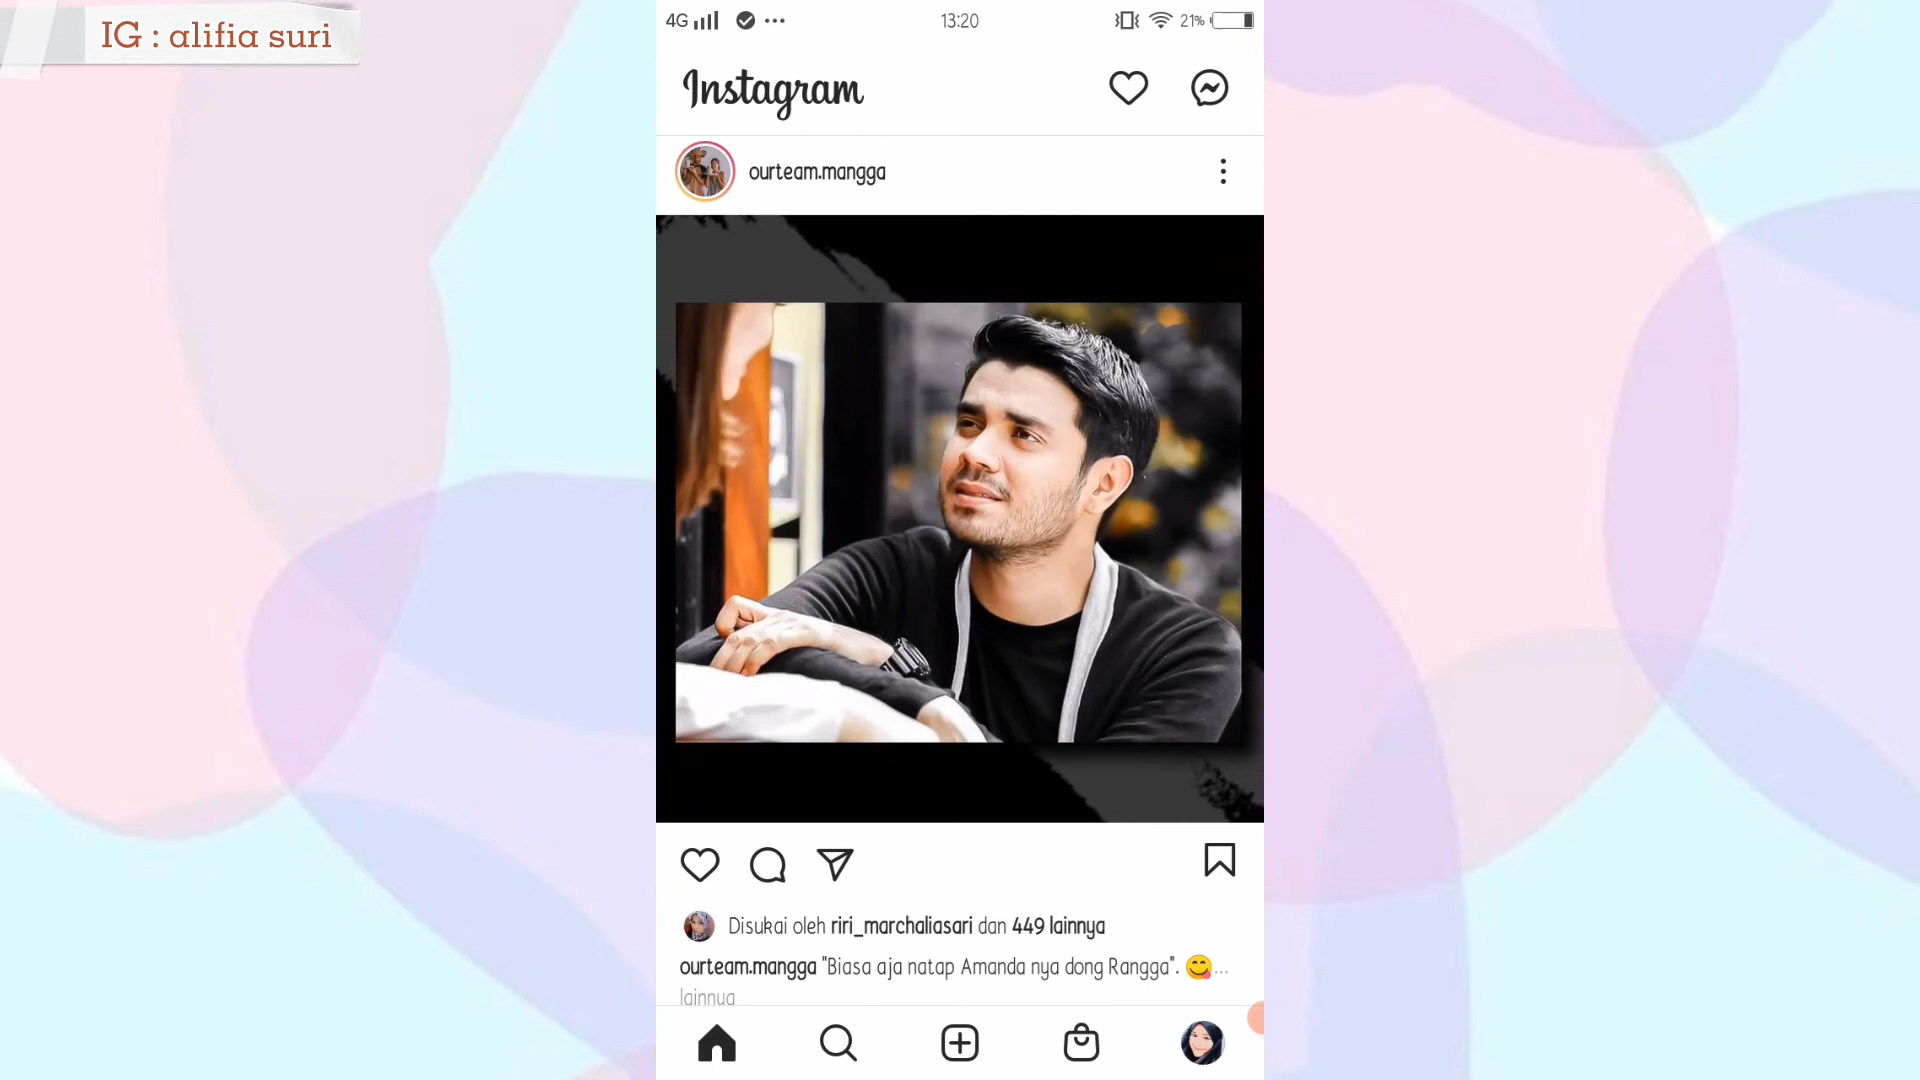 IG : alifia suri
4G 13:20 21%
Instagram
ourteam.mangga
Disukai oleh riri_marchaliasari dan 449 lainnya
ourteam.mangga "Biasa aja natap Amanda nya dong Rangga". 😋...
lainnya